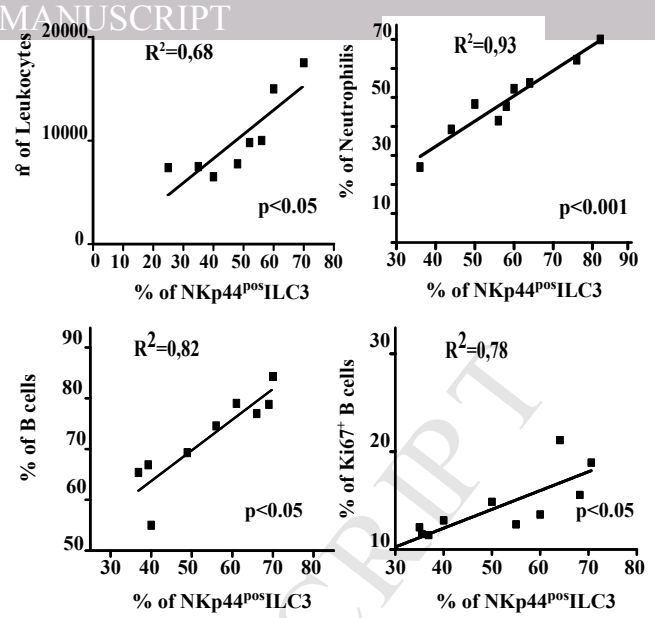 MANUSCRIPT
20000
10000
0
0 10 20 30 40 50 60 70 80
nº of Leukocytes
R²=0,68
p<0.05
% of NKp44ᵖᵒˢILC3
70
50
30
10
30 40 50 60 70 80 90
% of Neutrophilis
R²=0,93
p<0.001
% of NKp44ᵖᵒˢILC3
90
80
70
60
50
30 40 50 60 70 80
% of B cells
R²=0,82
p<0.05
% of NKp44ᵖᵒˢILC3
30
20
10
30 40 50 60 70 80
% of Ki67⁺ B cells
R²=0,78
p<0.05
% of NKp44ᵖᵒˢILC3
SCRIPT